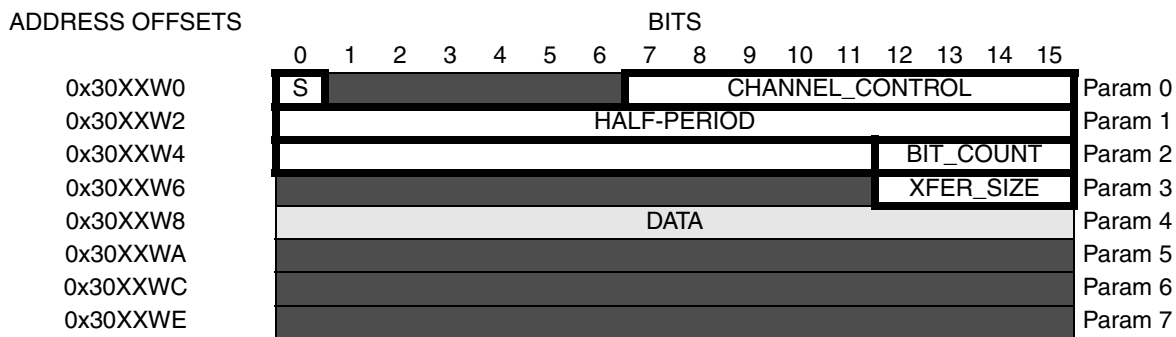 ADDRESS OFFSETS BITS
0 1 2 3 4 5 6 7 8 9 10 11 12 13 14 15
0x30XXW0 S CHANNEL_CONTROL Param 0
0x30XXW2 HALF-PERIOD Param 1
0x30XXW4 BIT_COUNT Param 2
0x30XXW6 XFER_SIZE Param 3
0x30XXW8 DATA Param 4
0x30XXWA Param 5
0x30XXWC Param 6
0x30XXWE Param 7